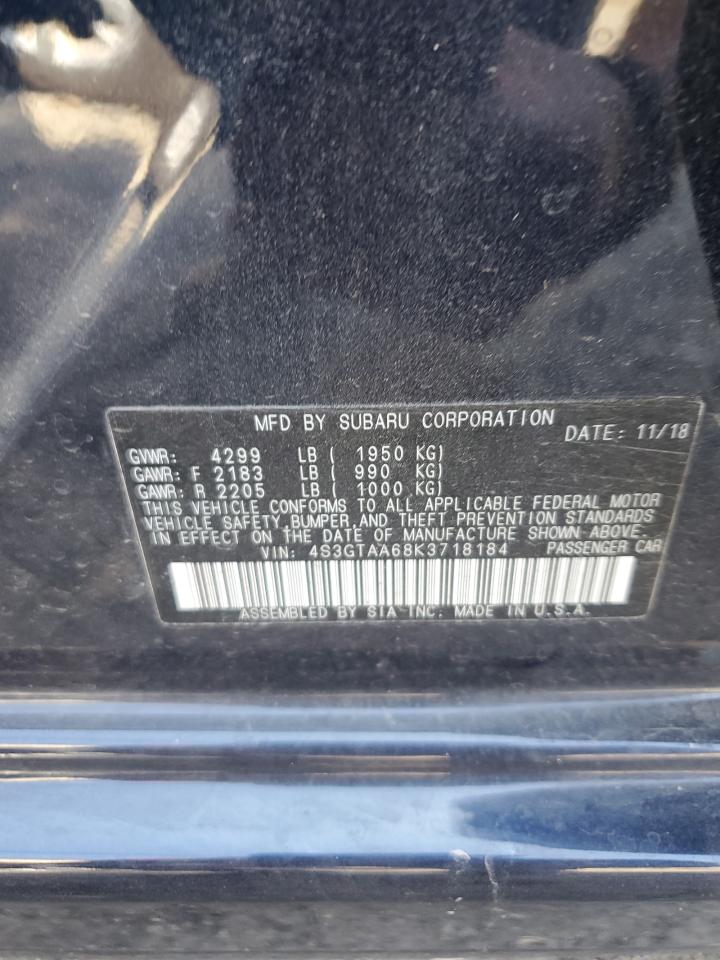 MFD BY SUBARU CORPORATION DATE: 11/18
GVWR: 4299 LB ( 1950 KG)
GAWR: F 2183 LB ( 990 KG)
GAWR: R 2205 LB ( 1000 KG)
THIS VEHICLE CONFORMS TO ALL APPLICABLE FEDERAL MOTOR
VEHICLE SAFETY, BUMPER, AND THEFT PREVENTION STANDARDS
IN EFFECT ON THE DATE OF MANUFACTURE SHOWN ABOVE.
VIN: 4S3GTAA68K3718184 PASSENGER CAR
ASSEMBLED BY SIA INC. MADE IN U.S.A.